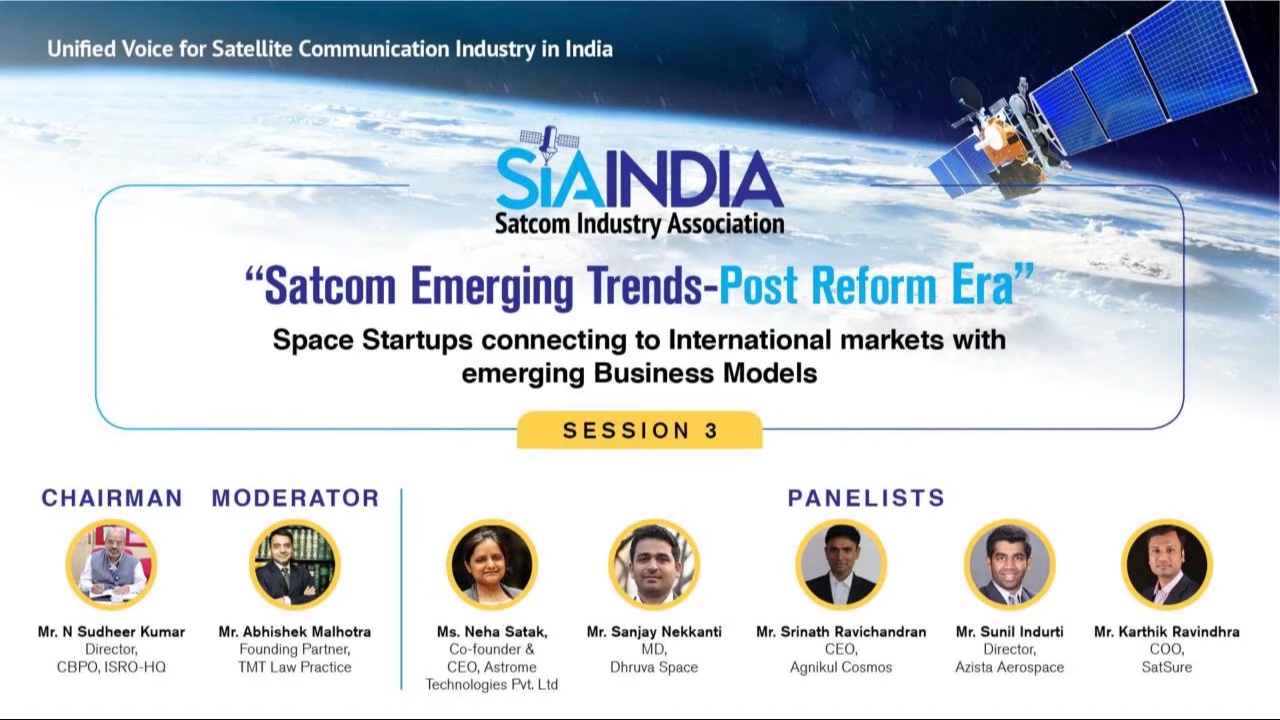 Unified Voice for Satellite Communication Industry in India
SiAINDIA
Satcom Industry Association
“Satcom Emerging Trends-Post Reform Era”
Space Startups connecting to International markets with
emerging Business Models
SESSION 3
CHAIRMAN
Mr. N Sudheer Kumar
Director,
CBPO, ISRO-HQ
MODERATOR
Mr. Abhishek Malhotra
Founding Partner,
TMT Law Practice
PANELISTS
Ms. Neha Satak,
Co-founder &
CEO, Astrome
Technologies Pvt. Ltd
Mr. Sanjay Nekkanti
MD,
Dhruva Space
Mr. Srinath Ravichandran
CEO,
Agnikul Cosmos
Mr. Sunil Indurti
Director,
Azista Aerospace
Mr. Karthik Ravindhra
COO,
SatSure